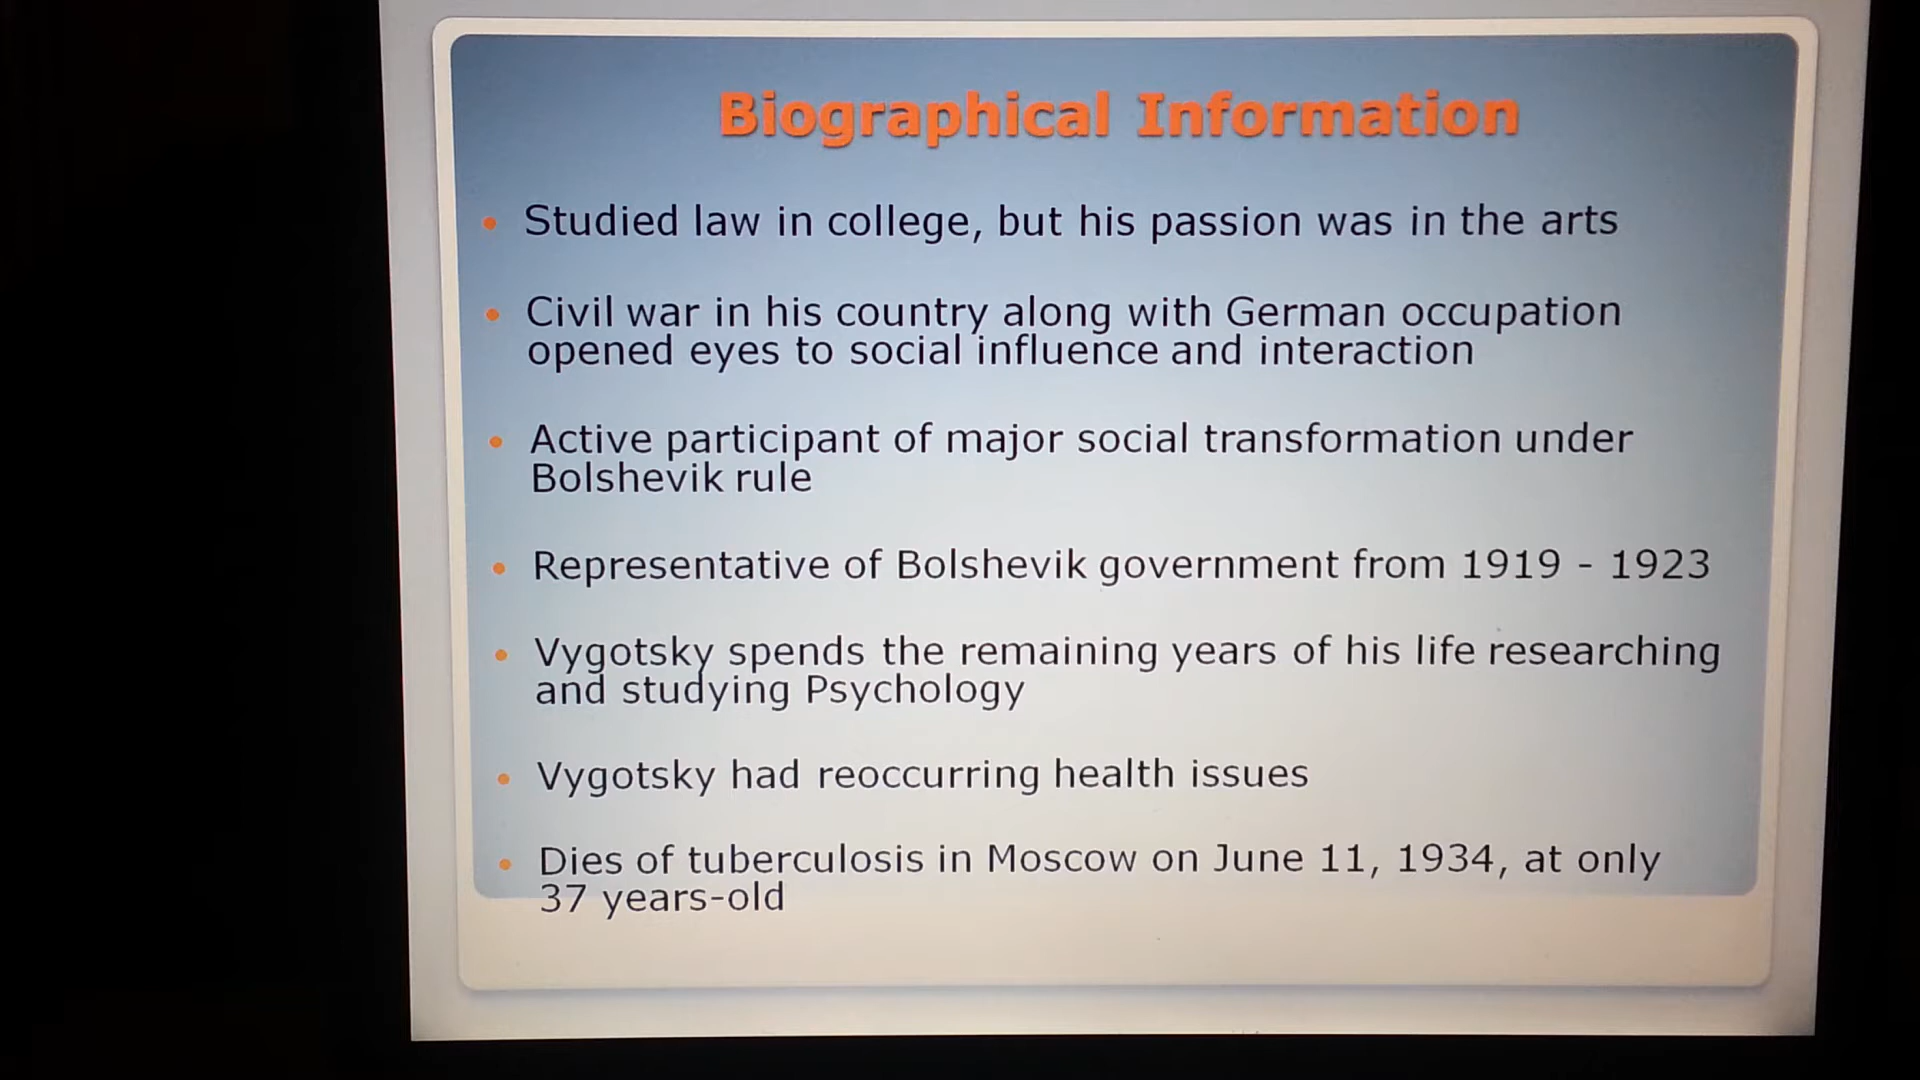 Biographical Information
• Studied law in college, but his passion was in the arts
• Civil war in his country along with German occupation
opened eyes to social influence and interaction
• Active participant of major social transformation under
Bolshevik rule
• Representative of Bolshevik government from 1919 - 1923
• Vygotsky spends the remaining years of his life researching
and studying Psychology
• Vygotsky had reoccurring health issues
• Dies of tuberculosis in Moscow on June 11, 1934, at only
37 years-old